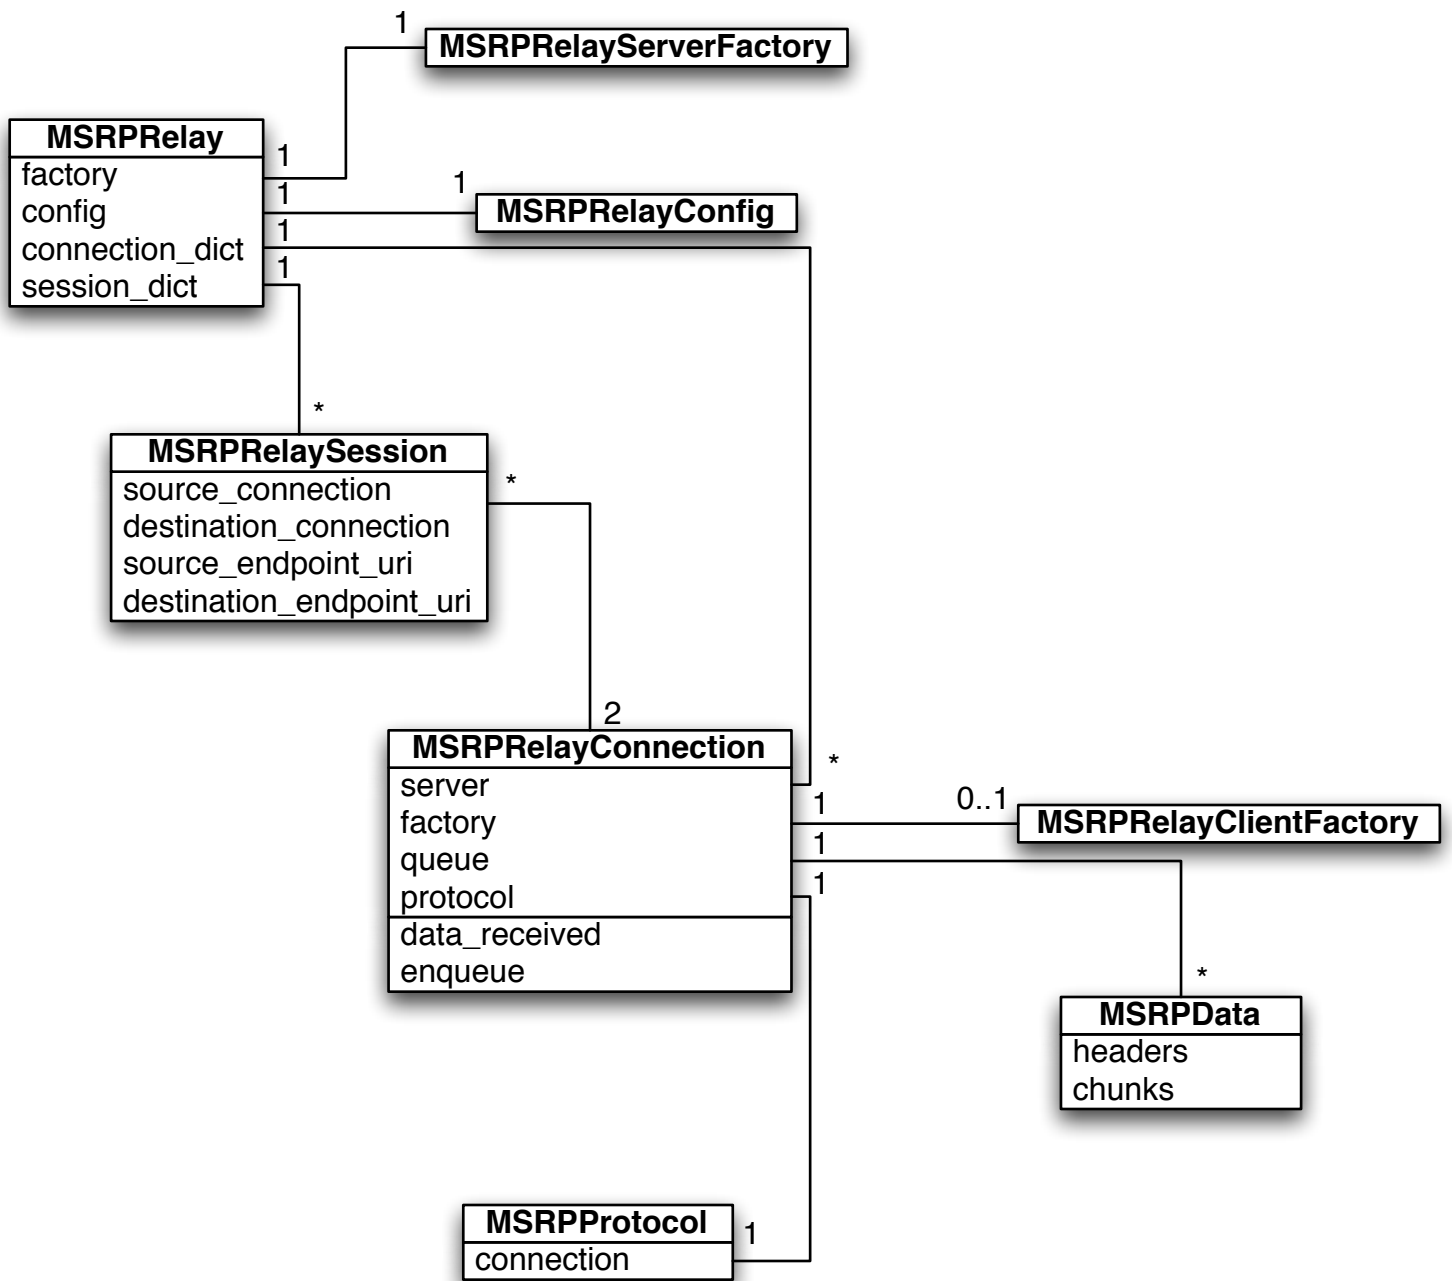 1
MSRPRelayServerFactory
MSRPRelay
factory
config
connection_dict
session_dict
1
1
1
1
1
MSRPRelayConfig
*
MSRPRelaySession
source_connection
destination_connection
source_endpoint_uri
destination_endpoint_uri
*
2
MSRPRelayConnection
server
factory
queue
protocol
data_received
enqueue
*
1
1
1
0..1
MSRPRelayClientFactory
*
MSRPData
headers
chunks
MSRPProtocol
connection
1